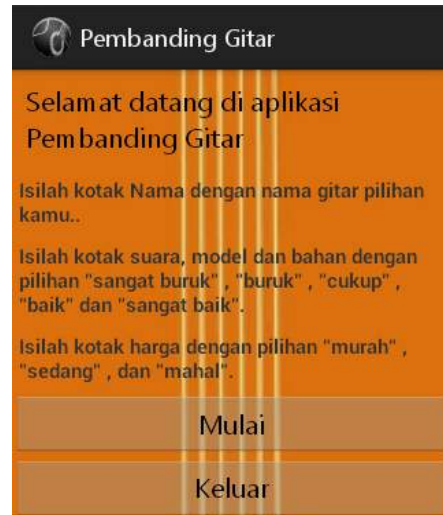 Pembanding Gitar
Selamat datang di aplikasi
Pembanding Gitar
Isilah kotak Nama dengan nama gitar pilihan
kamu..
Isilah kotak suara, model dan bahan dengan
pilihan "sangat buruk" , "buruk" , "cukup" ,
"baik" dan "sangat baik".
Isilah kotak harga dengan pilihan "murah" ,
"sedang" , dan "mahal".
Mulai
Keluar